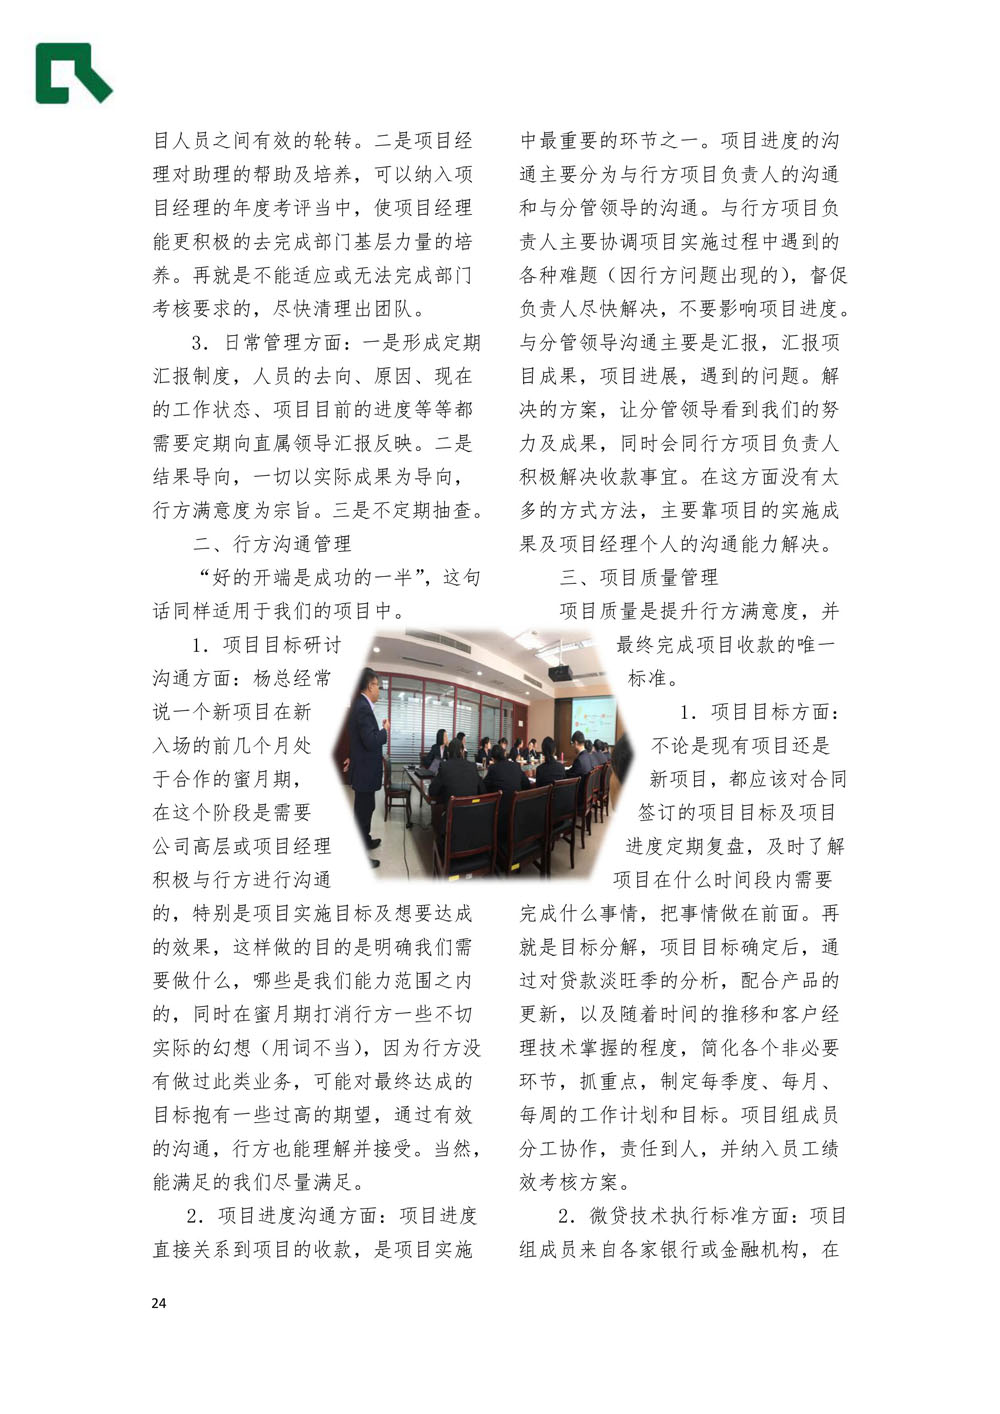 目人员之间有效的轮转。二是项目经
理对助理的帮助及培养，可以纳入项
目经理的年度考评当中，使项目经理
能更积极的去完成部门基层力量的培
养。再就是不能适应或无法完成部门
考核要求的，尽快清理出团队。
3．日常管理方面：一是形成定期
汇报制度，人员的去向、原因、现在
的工作状态、项目目前的进度等等都
需要定期向直属领导汇报反映。二是
结果导向，一切以实际成果为导向，
行方满意度为宗旨。三是不定期抽查。
二、行方沟通管理
“好的开端是成功的一半”，这句
话同样适用于我们的项目中。
1．项目目标研讨
沟通方面：杨总经常
说一个新项目在新
入场的前几个月处
于合作的蜜月期，
在这个阶段是需要
公司高层或项目经理
积极与行方进行沟通
的，特别是项目实施目标及想要达成
的效果，这样做的目的是明确我们需
要做什么，哪些是我们能力范围之内
的，同时在蜜月期打消行方一些不切
实际的幻想（用词不当），因为行方没
有做过此类业务，可能对最终达成的
目标抱有一些过高的期望，通过有效
的沟通，行方也能理解并接受。当然，
能满足的我们尽量满足。
2．项目进度沟通方面：项目进度
直接关系到项目的收款，是项目实施
中最重要的环节之一。项目进度的沟
通主要分为与行方项目负责人的沟通
和与分管领导的沟通。与行方项目负
责人主要协调项目实施过程中遇到的
各种难题（因行方问题出现的），督促
负责人尽快解决，不要影响项目进度。
与分管领导沟通主要是汇报，汇报项
目成果，项目进展，遇到的问题。解
决的方案，让分管领导看到我们的努
力及成果，同时会同行方项目负责人
积极解决收款事宜。在这方面没有太
多的方式方法，主要靠项目的实施成
果及项目经理个人的沟通能力解决。
三、项目质量管理
项目质量是提升行方满意度，并
最终完成项目收款的唯一
标准。
1．项目目标方面：
不论是现有项目还是
新项目，都应该对合同
签订的项目目标及项目
进度定期复盘，及时了解
项目在什么时间段内需要
完成什么事情，把事情做在前面。再
就是目标分解，项目目标确定后，通
过对贷款淡旺季的分析，配合产品的
更新，以及随着时间的推移和客户经
理技术掌握的程度，简化各个非必要
环节，抓重点，制定每季度、每月、
每周的工作计划和目标。项目组成员
分工协作，责任到人，并纳入员工绩
效考核方案。
2．微贷技术执行标准方面：项目
组成员来自各家银行或金融机构，在
24